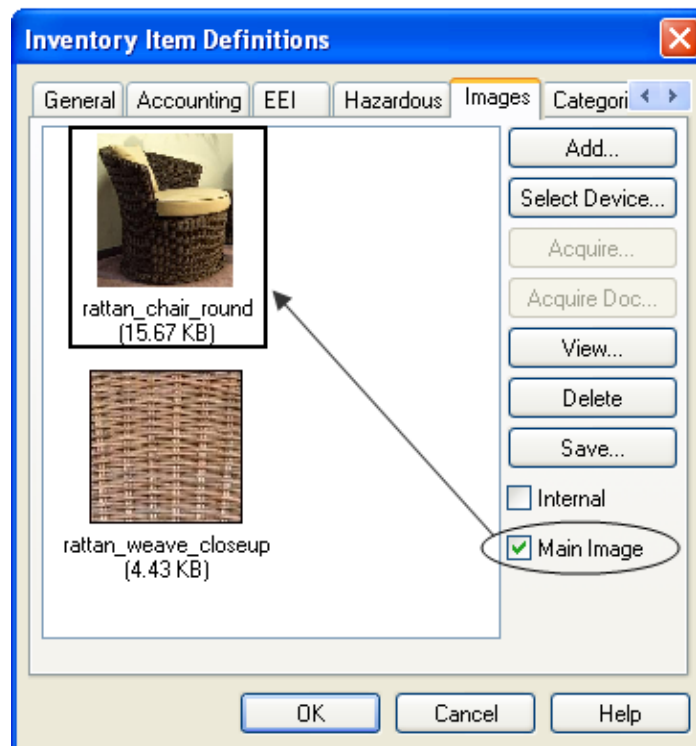 Inventory Item Definitions
General Accounting EEI Hazardous Images Categori
Add...
Select Device...
Acquire...
Acquire Doc...
View...
Delete
Save...
Internal
Main Image
rattan_chair_round
(15.67 KB)
rattan_weave_closeup
(4.43 KB)
OK Cancel Help